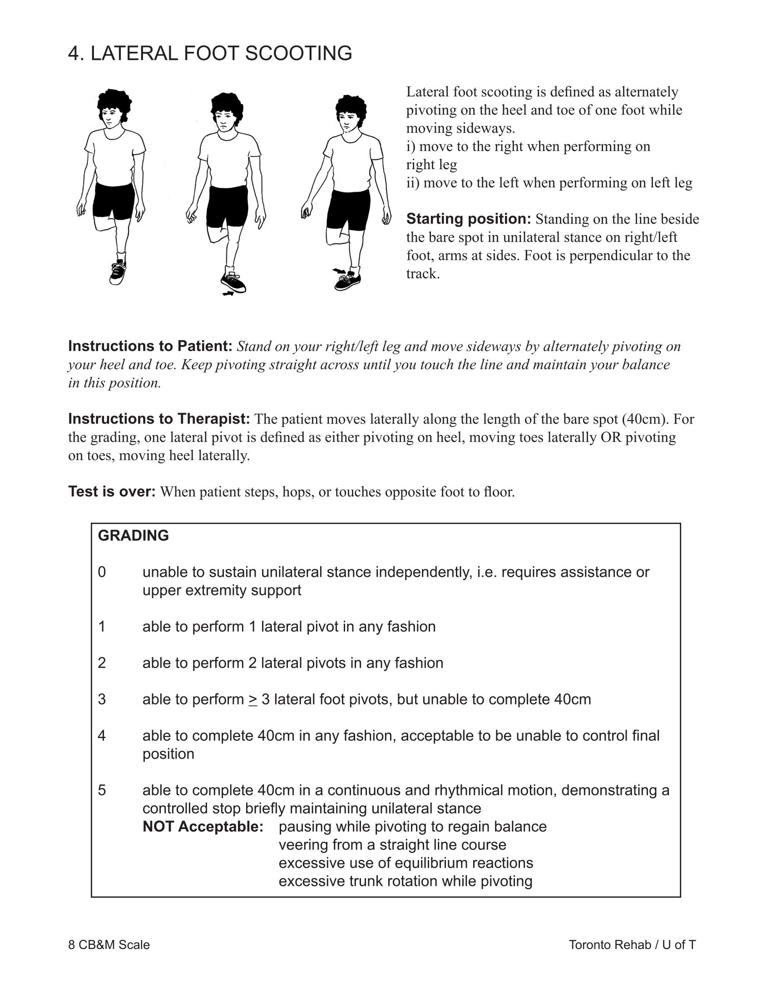 4. LATERAL FOOT SCOOTING
Lateral foot scooting is defined as alternately
pivoting on the heel and toe of one foot while
moving sideways.
i) move to the right when performing on
right leg
ii) move to the left when performing on left leg
Starting position: Standing on the line beside
the bare spot in unilateral stance on right/left
foot, arms at sides. Foot is perpendicular to the
track.
Instructions to Patient: Stand on your right/left leg and move sideways by alternately pivoting on
your heel and toe. Keep pivoting straight across until you touch the line and maintain your balance
in this position.
Instructions to Therapist: The patient moves laterally along the length of the bare spot (40cm). For
the grading, one lateral pivot is defined as either pivoting on heel, moving toes laterally OR pivoting
on toes, moving heel laterally.
Test is over: When patient steps, hops, or touches opposite foot to floor.
GRADING
0 unable to sustain unilateral stance independently, i.e. requires assistance or
upper extremity support
1 able to perform 1 lateral pivot in any fashion
2 able to perform 2 lateral pivots in any fashion
3 able to perform ≥ 3 lateral foot pivots, but unable to complete 40cm
4 able to complete 40cm in any fashion, acceptable to be unable to control final
position
5 able to complete 40cm in a continuous and rhythmical motion, demonstrating a
controlled stop briefly maintaining unilateral stance
NOT Acceptable: pausing while pivoting to regain balance
veering from a straight line course
excessive use of equilibrium reactions
excessive trunk rotation while pivoting
8 CB&M Scale Toronto Rehab / U of T